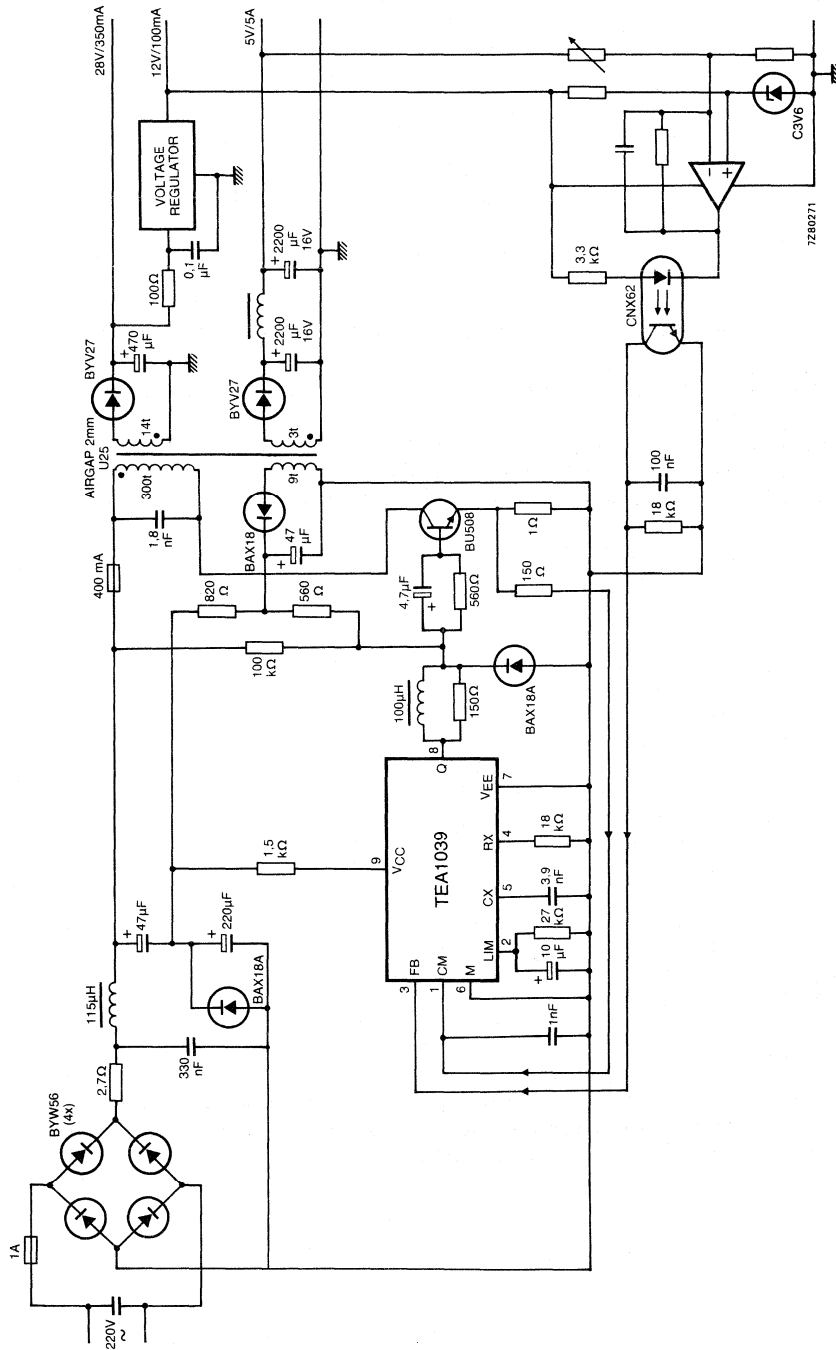 220V
~
1A
BYW56
(4x)
2,7Ω
330
nF
115μH
+
47μF
+
220μF
BAX18A
1,5
kΩ
100
kΩ
820
Ω
560
Ω
400 mA
1,8
nF
AIRGAP 2mm
U25
300t
14t
3t
9t
BAX18
+
47
μF
BYV27
+
470
μF
100Ω
0,1
μF
VOLTAGE
REGULATOR
28V/350mA
12V/100mA
5V/5A
BYV27
+
2200
μF
16V
+
2200
μF
16V
BU508
1Ω
150
Ω
4,7μF
+
560Ω
100μH
150Ω
BAX18A
TEA1039
VCC
9
Q
8
VEE
7
RX
4
CX
5
LIM
2
FB
3
CM
1
M
6
18
kΩ
3,9
nF
27
kΩ
+
10
μF
1nF
18
kΩ
100
nF
CNX62
3,3
kΩ
−
+
C3V6
7Z80271